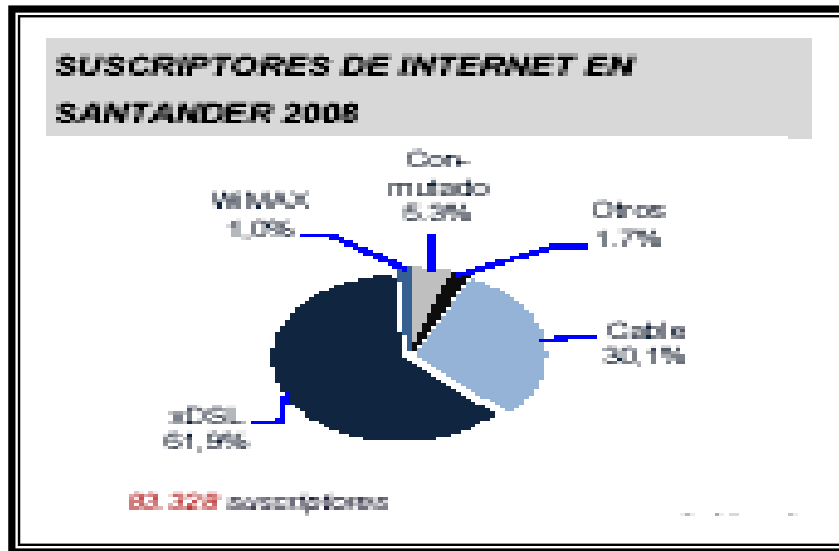 SUSCRIPTORES DE INTERNET EN
SANTANDER 2008
Con-
mutado
5.3%
WiMAX
1,0%
Otros
1.7%
Cable
30,1%
xDSL
61,9%
83.328 suscriptores